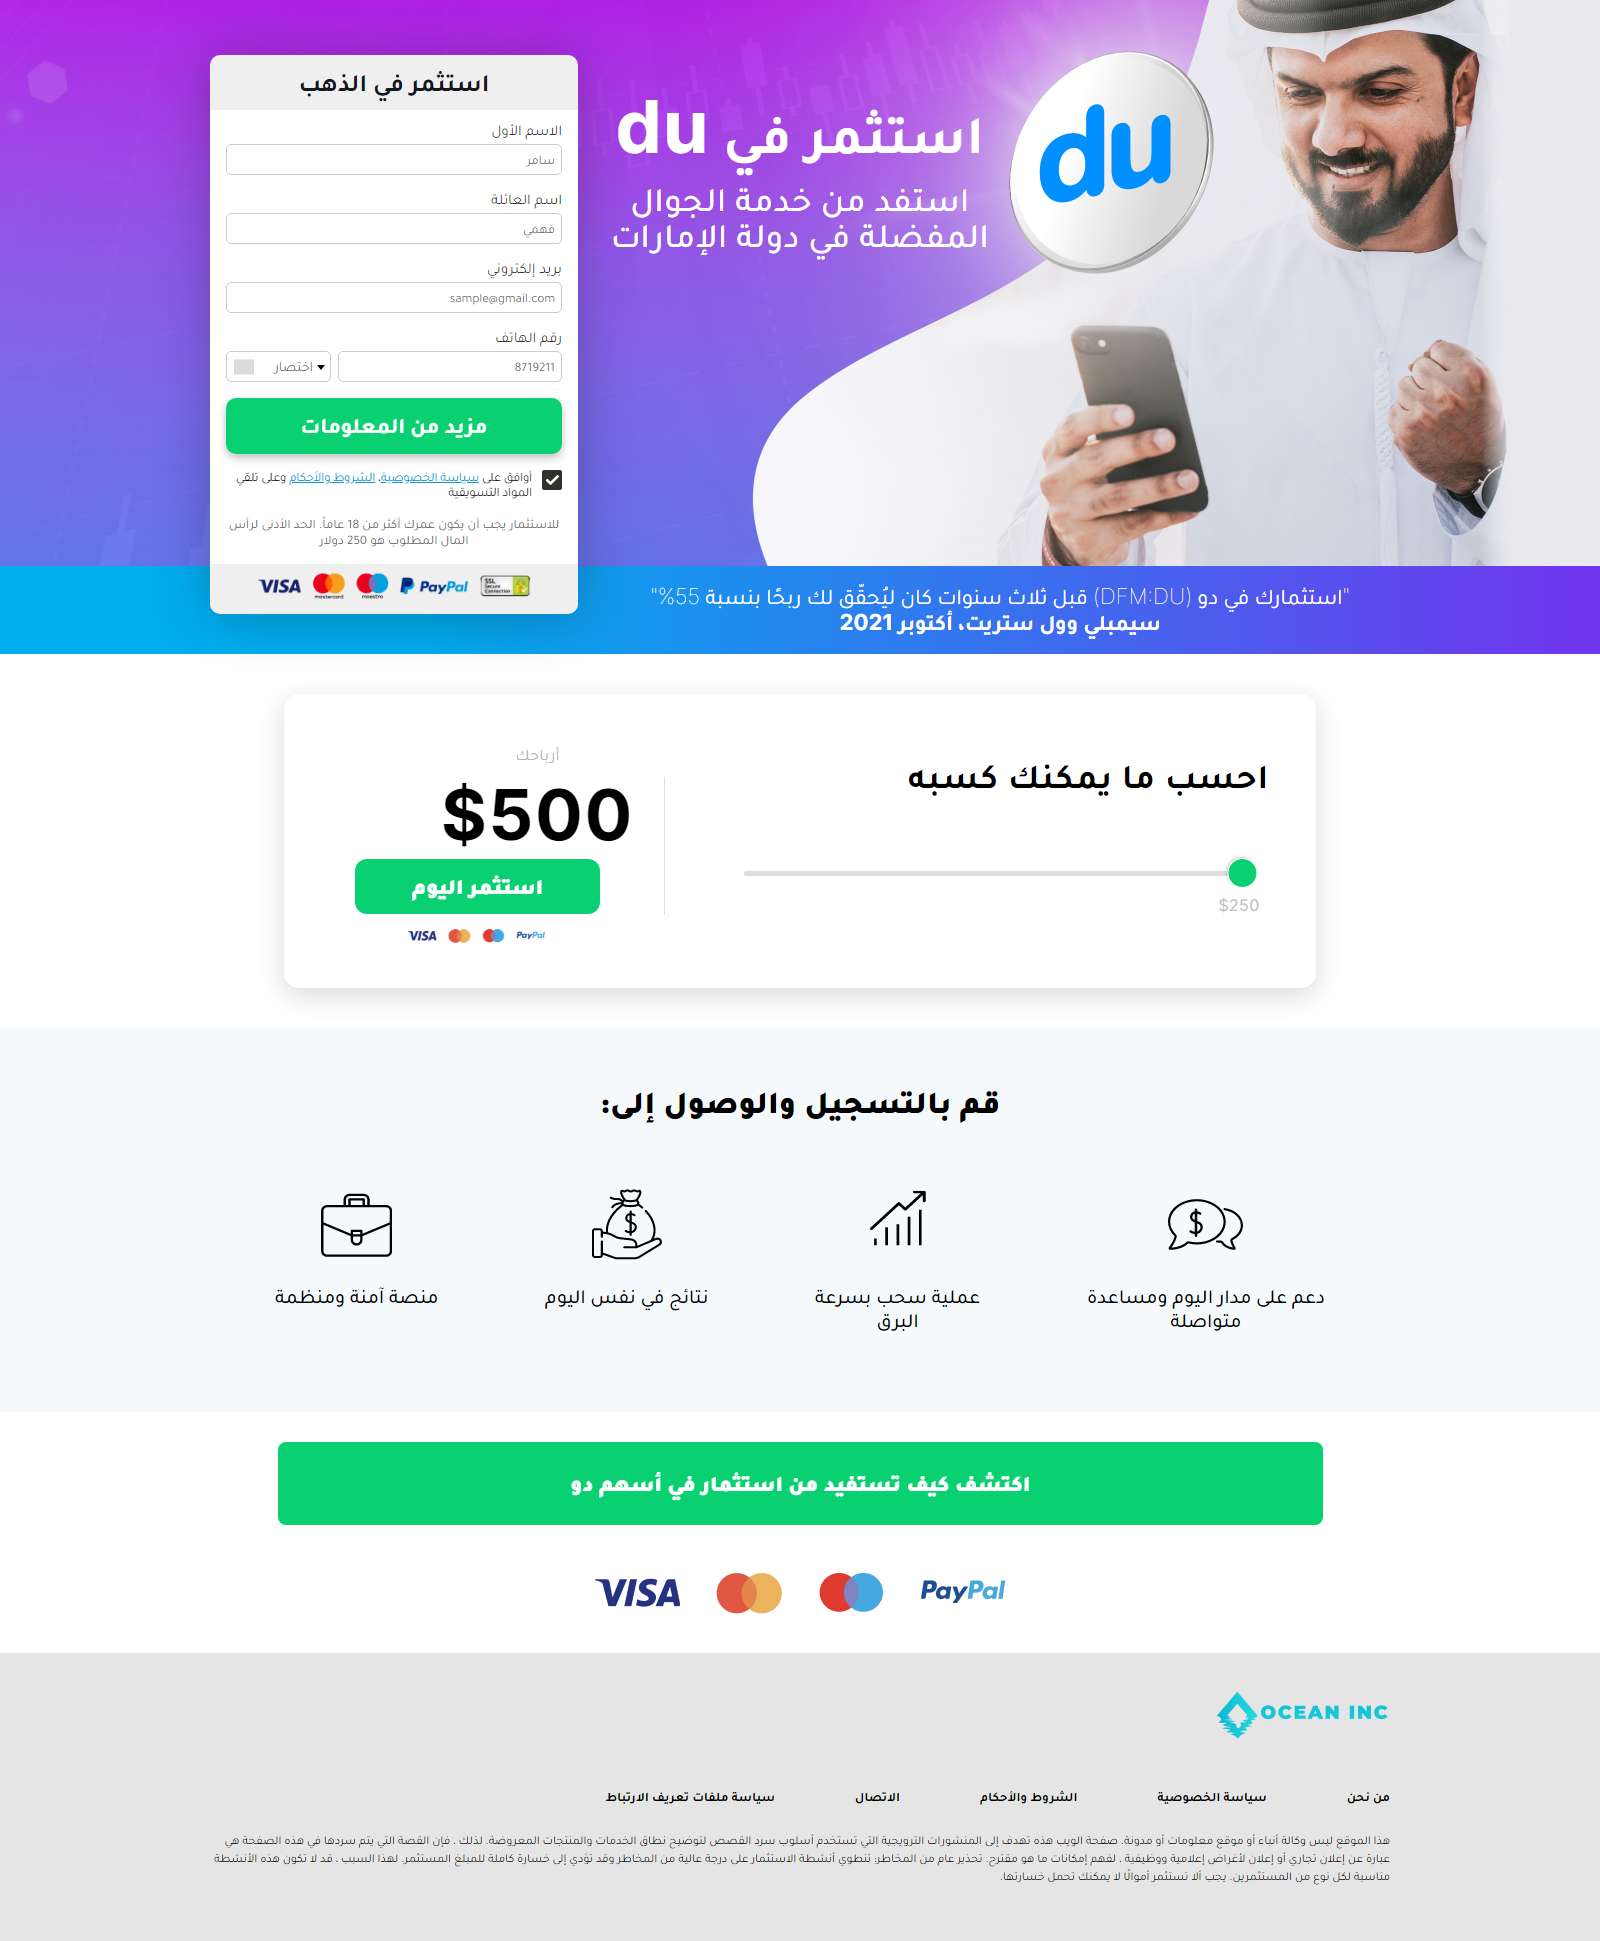 du
استثمر في du
استفد من خدمة الجوال
المفضلة في دولة الإمارات
استثمر في الذهب
الاسم الأول
سامر
اسم العائلة
فهمي
بريد إلكتروني
sample@gmail.com
رقم الهاتف
8719211
اختصار
مزيد من المعلومات
أوافق على سياسة الخصوصية، الشروط والأحكام وعلى تلقي
المواد التسويقية
للاستثمار يجب أن يكون عمرك أكثر من 18 عاماً. الحد الأدنى لرأس
المال المطلوب هو 250 دولار
VISA mastercard maestro PayPal SSL Secure Connection
"استثمارك في دو (DFM:DU) قبل ثلاث سنوات كان ليُحقّق لك ربحًا بنسبة 55%"
سيمبلي وول ستريت، أكتوبر 2021
احسب ما يمكنك كسبه
$250
أرباحك
$500
استثمر اليوم
VISA PayPal
قم بالتسجيل والوصول إلى:
دعم على مدار اليوم ومساعدة
متواصلة
عملية سحب بسرعة
البرق
نتائج في نفس اليوم
منصة آمنة ومنظمة
اكتشف كيف تستفيد من استثمار في أسهم دو
VISA PayPal
OCEAN INC
من نحن سياسة الخصوصية الشروط والأحكام الاتصال سياسة ملفات تعريف الارتباط
هذا الموقع ليس وكالة أنباء أو موقع معلومات أو مدونة. صفحة الويب هذه تهدف إلى المنشورات الترويجية التي تستخدم أسلوب سرد القصص لتوضيح نطاق الخدمات والمنتجات المعروضة. لذلك ، فإن القصة التي يتم سردها في هذه الصفحة هي
عبارة عن إعلان تجاري أو إعلان لأغراض إعلامية ووظيفية ، لفهم إمكانات ما هو مقترح. تحذير عام من المخاطر: تنطوي أنشطة الاستثمار على درجة عالية من المخاطر وقد تؤدي إلى خسارة كاملة للمبلغ المستثمر. لهذا السبب ، قد لا تكون هذه الأنشطة
مناسبة لكل نوع من المستثمرين. يجب ألا تستثمر أموالًا لا يمكنك تحمل خسارتها.